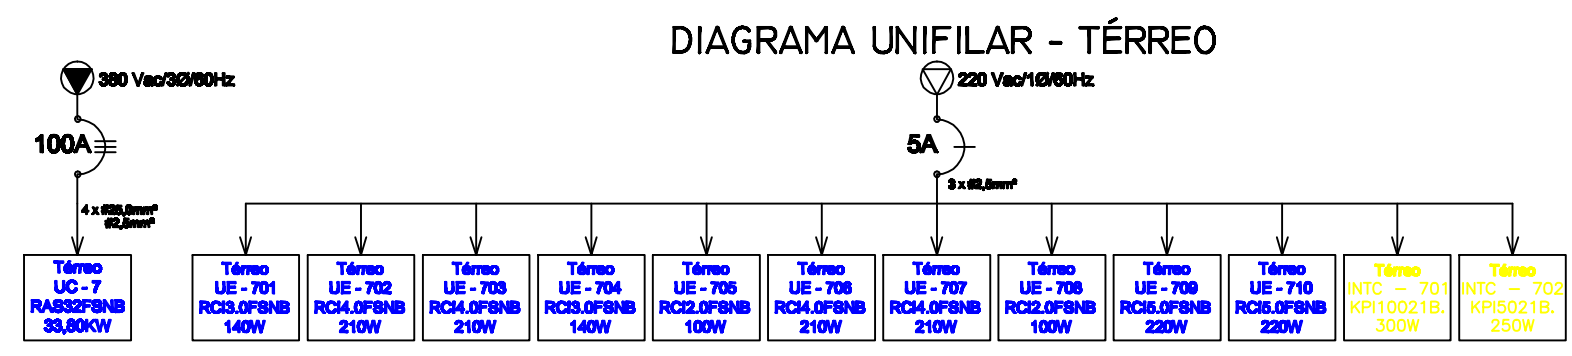 DIAGRAMA UNIFILAR - TÉRREO
380 Vac/3Ø/60Hz
100A
4 x #25,0mm²
#2,5mm²
Térreo
UC - 7
RAS32FSNB
33,80KW
220 Vac/1Ø/60Hz
5A
3 x #2,5mm²
Térreo
UE - 701
RCI3.0FSNB
140W
Térreo
UE - 702
RCI4.0FSNB
210W
Térreo
UE - 703
RCI4.0FSNB
210W
Térreo
UE - 704
RCI3.0FSNB
140W
Térreo
UE - 705
RCI2.0FSNB
100W
Térreo
UE - 706
RCI4.0FSNB
210W
Térreo
UE - 707
RCI4.0FSNB
210W
Térreo
UE - 708
RCI2.0FSNB
100W
Térreo
UE - 709
RCI5.0FSNB
220W
Térreo
UE - 710
RCI5.0FSNB
220W
Térreo
INTC - 701
KPI10021B.
300W
Térreo
INTC - 702
KPI5021B.
250W